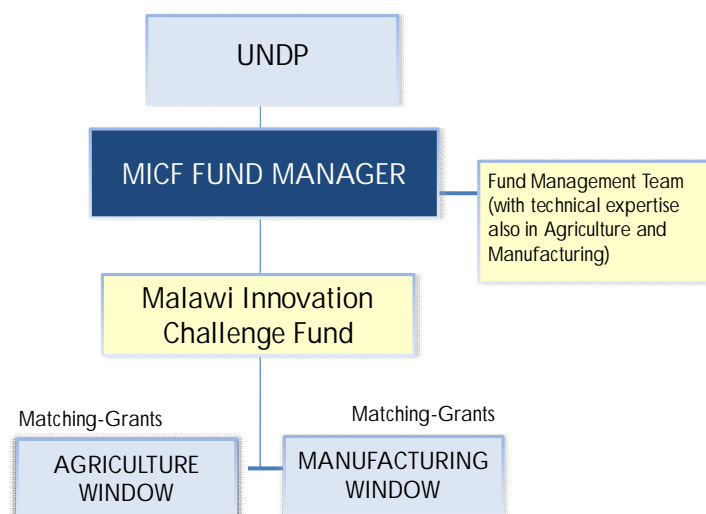 UNDP
MICF FUND MANAGER
Fund Management Team
(with technical expertise
also in Agriculture and
Manufacturing)
Malawi Innovation
Challenge Fund
Matching-Grants
AGRICULTURE
WINDOW
Matching-Grants
MANUFACTURING
WINDOW